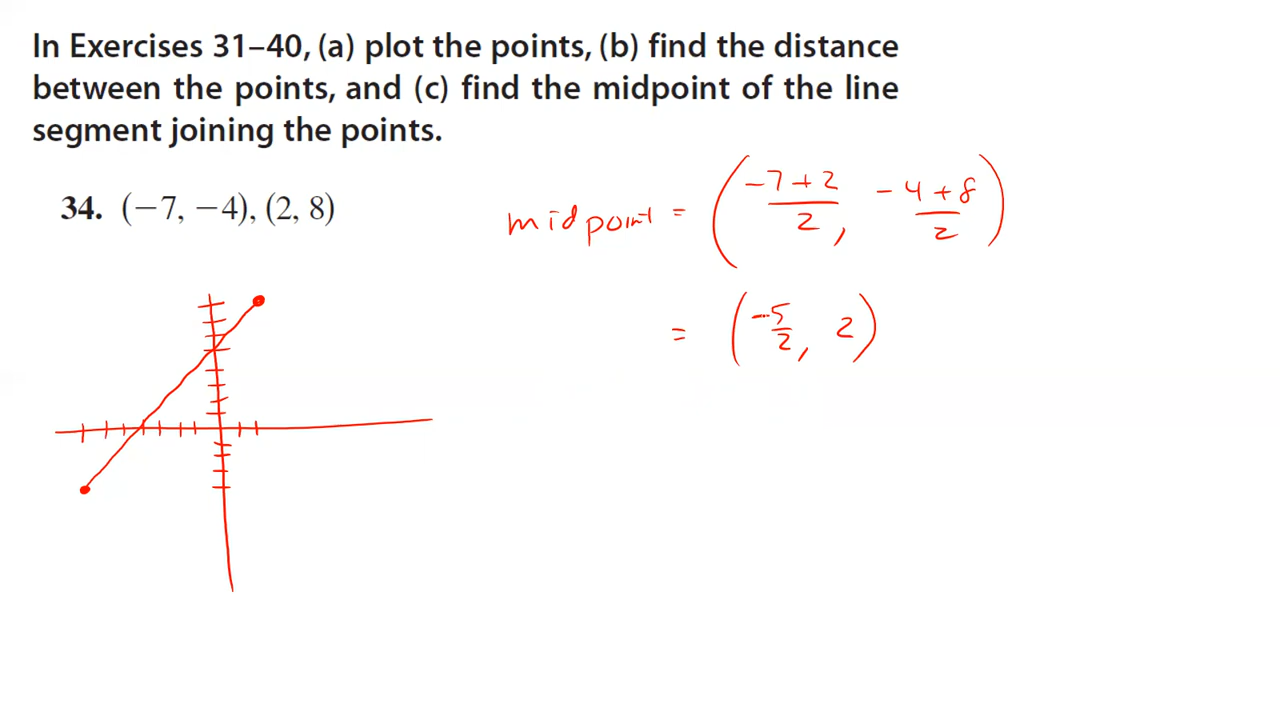 In Exercises 31–40, (a) plot the points, (b) find the distance
between the points, and (c) find the midpoint of the line
segment joining the points.
34. (−7, −4), (2, 8)
midpoint = ( (-7+2)/2, (-4+8)/2 )
= ( -5/2, 2 )